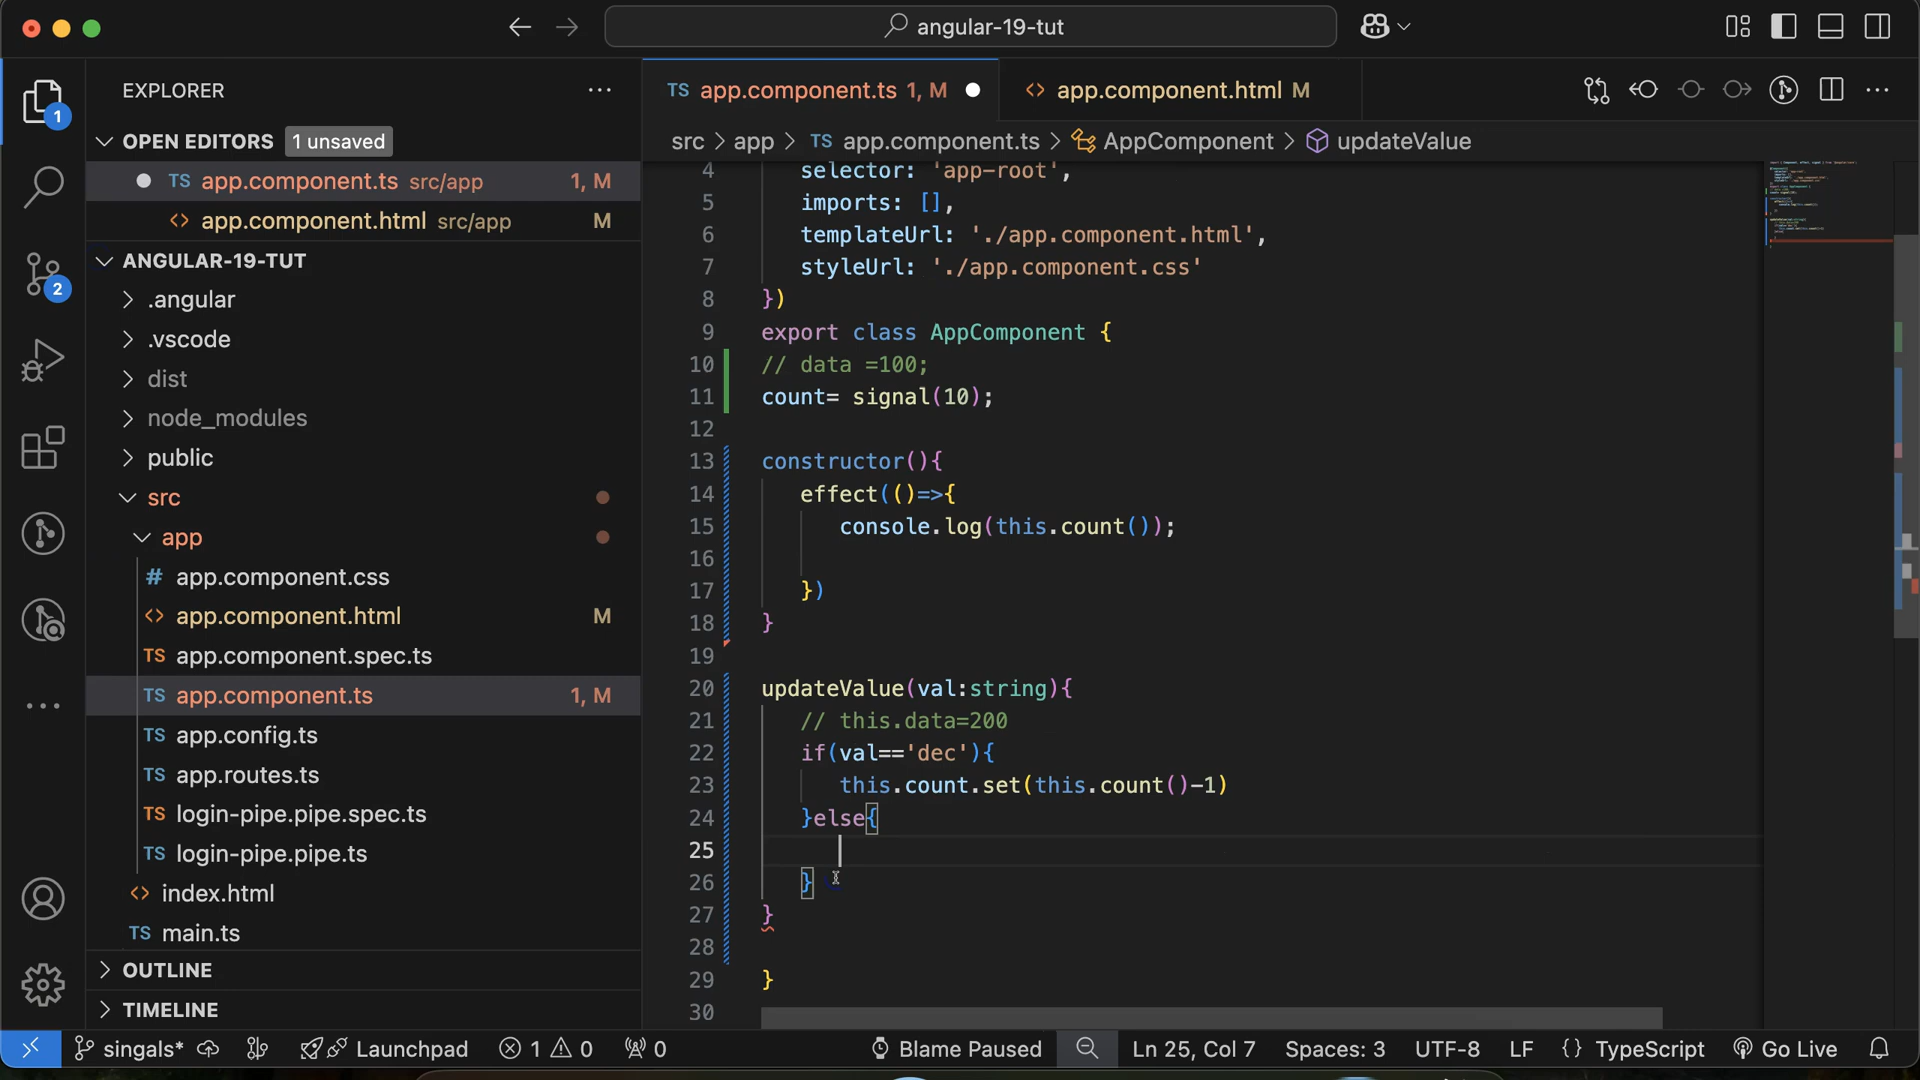 angular-19-tut
EXPLORER
TS app.component.ts 1, M
<> app.component.html M
OPEN EDITORS 1 unsaved
src > app > TS app.component.ts > AppComponent > updateValue
TS app.component.ts src/app 1, M
<> app.component.html src/app M
ANGULAR-19-TUT
.angular
.vscode
dist
node_modules
public
src
app
# app.component.css
<> app.component.html M
TS app.component.spec.ts
TS app.component.ts 1, M
TS app.config.ts
TS app.routes.ts
TS login-pipe.pipe.spec.ts
TS login-pipe.pipe.ts
<> index.html
TS main.ts
OUTLINE
TIMELINE
1
2
4 selector: 'app-root',
5 imports: [],
6 templateUrl: './app.component.html',
7 styleUrl: './app.component.css'
8 })
9 export class AppComponent {
10 // data =100;
11 count= signal(10);
12
13 constructor(){
14 effect(()=>{
15 console.log(this.count());
16
17 })
18 }
19
20 updateValue(val:string){
21 // this.data=200
22 if(val=='dec'){
23 this.count.set(this.count()-1)
24 }else{
25
26 }
27 }
28
29 }
30
singals* Launchpad 1 0 0 Blame Paused Ln 25, Col 7 Spaces: 3 UTF-8 LF {} TypeScript Go Live